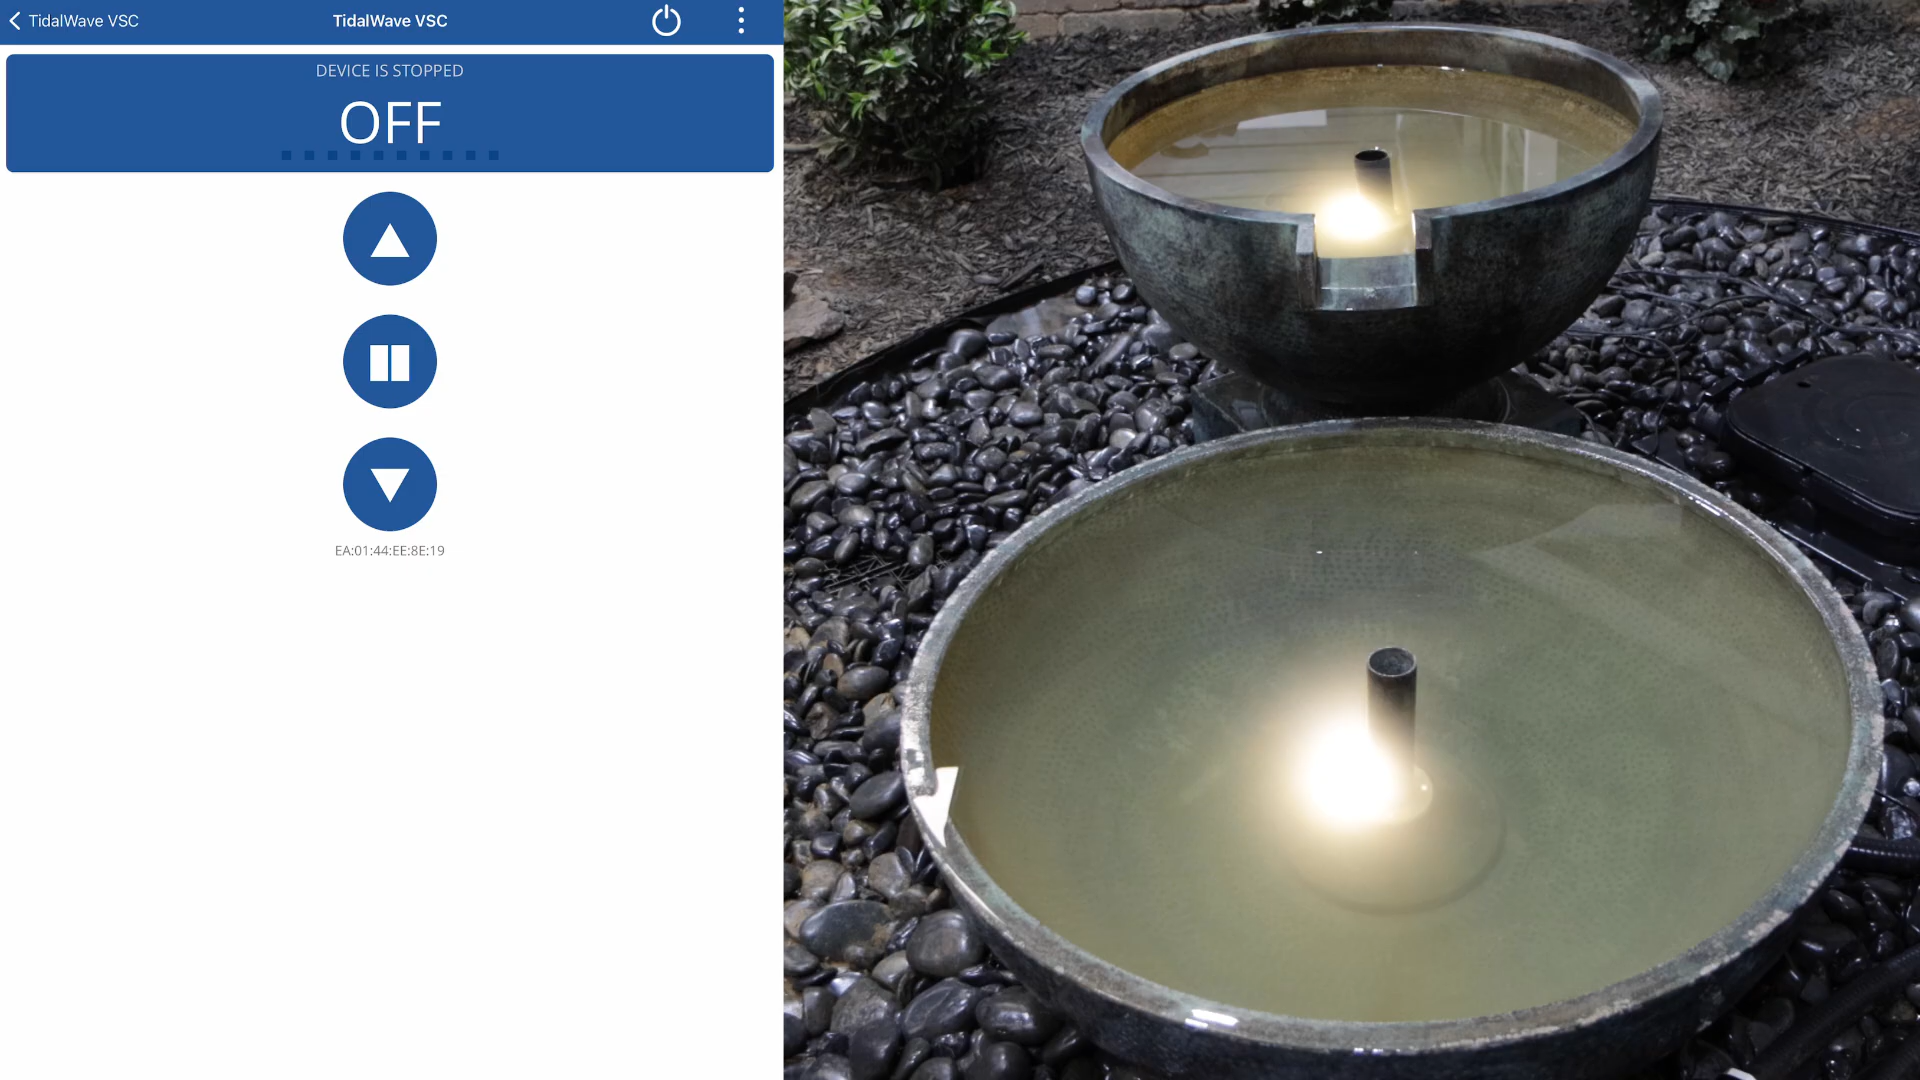 TidalWave VSC
TidalWave VSC
DEVICE IS STOPPED
OFF
EA:01:44:EE:8E:19